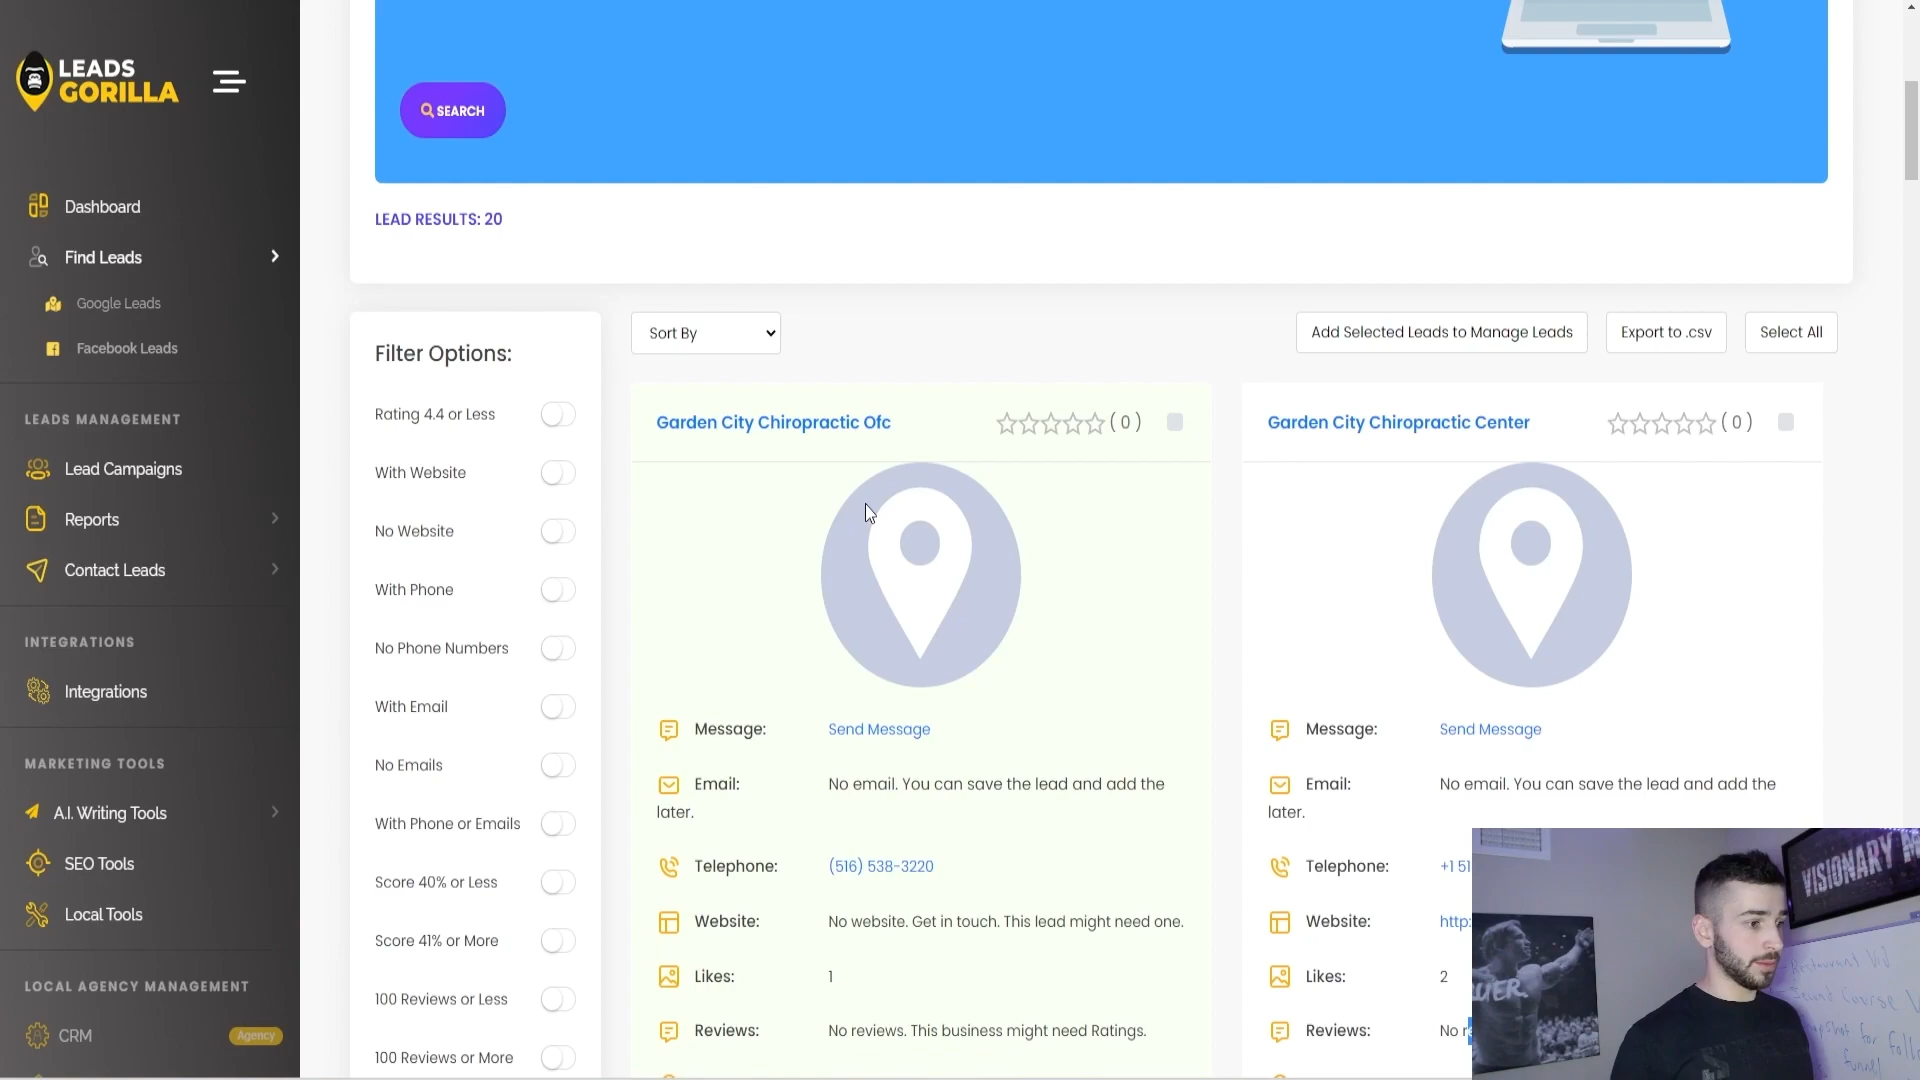 LEADS
GORILLA
Dashboard
Find Leads
Google Leads
Facebook Leads
LEADS MANAGEMENT
Lead Campaigns
Reports
Contact Leads
INTEGRATIONS
Integrations
MARKETING TOOLS
A.I. Writing Tools
SEO Tools
Local Tools
LOCAL AGENCY MANAGEMENT
CRM Agency
SEARCH
LEAD RESULTS: 20
Filter Options:
Rating 4.4 or Less
With Website
No Website
With Phone
No Phone Numbers
With Email
No Emails
With Phone or Emails
Score 40% or Less
Score 41% or More
100 Reviews or Less
100 Reviews or More
Sort By
Add Selected Leads to Manage Leads Export to .csv Select All
Garden City Chiropractic Ofc ( 0 )
Message: Send Message
Email: No email. You can save the lead and add the
later.
Telephone: (516) 538-3220
Website: No website. Get in touch. This lead might need one.
Likes: 1
Reviews: No reviews. This business might need Ratings.
Garden City Chiropractic Center ( 0 )
Message: Send Message
Email: No email. You can save the lead and add the
later.
Telephone: +1 51
Website: http:
Likes: 2
Reviews: No r
VISIONARY M
Restaurant Vid